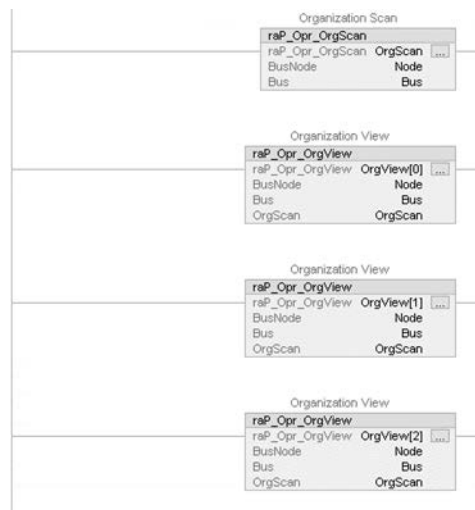 Organization Scan
raP_Opr_OrgScan
raP_Opr_OrgScan OrgScan ...
BusNode Node
Bus Bus
Organization View
raP_Opr_OrgView
raP_Opr_OrgView OrgView[0] ...
BusNode Node
Bus Bus
OrgScan OrgScan
Organization View
raP_Opr_OrgView
raP_Opr_OrgView OrgView[1] ...
BusNode Node
Bus Bus
OrgScan OrgScan
Organization View
raP_Opr_OrgView
raP_Opr_OrgView OrgView[2] ...
BusNode Node
Bus Bus
OrgScan OrgScan